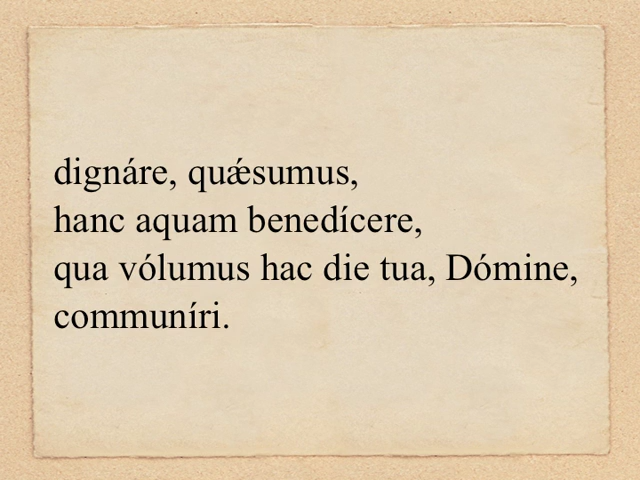 dignáre, quǽsumus,
hanc aquam benedícere,
qua vólumus hac die tua, Dómine,
communíri.